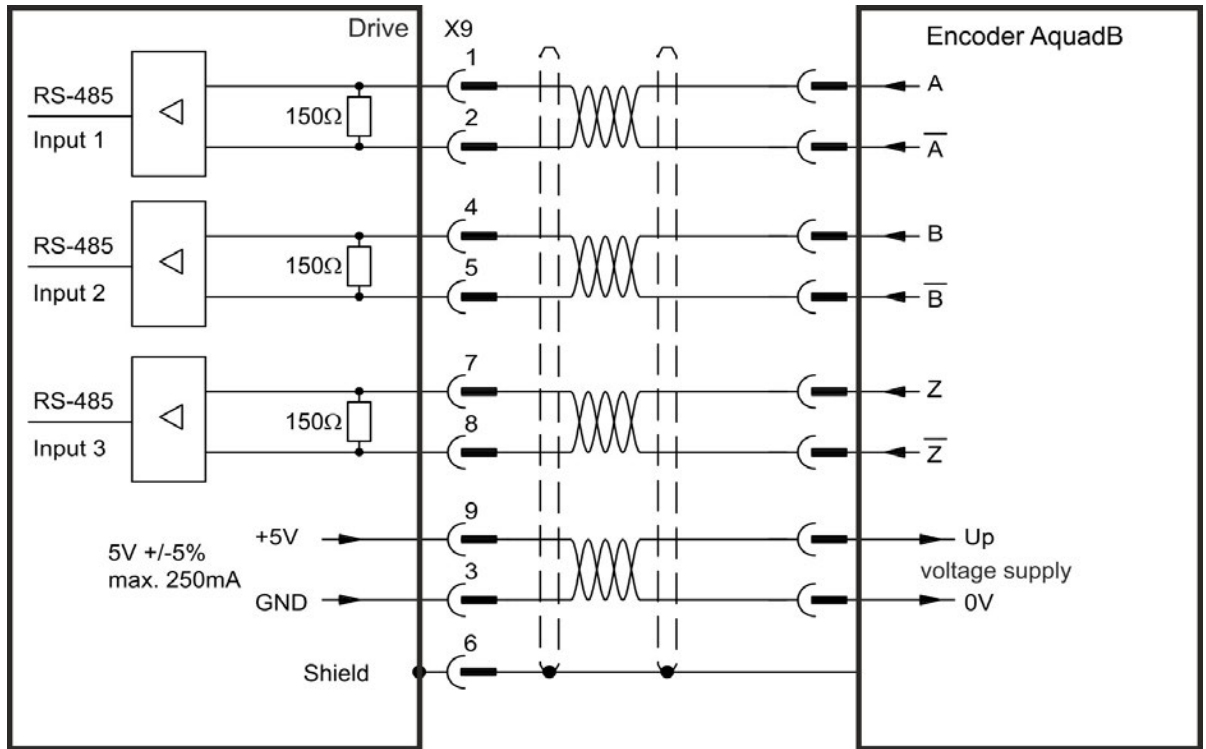 Drive
X9
Encoder AquadB
1
A
RS-485
150Ω
Input 1
2
A̅
4
B
RS-485
150Ω
Input 2
5
B̅
7
Z
RS-485
150Ω
Input 3
8
Z̅
9
+5V
Up
5V +/-5%
max. 250mA
voltage supply
3
GND
0V
6
Shield